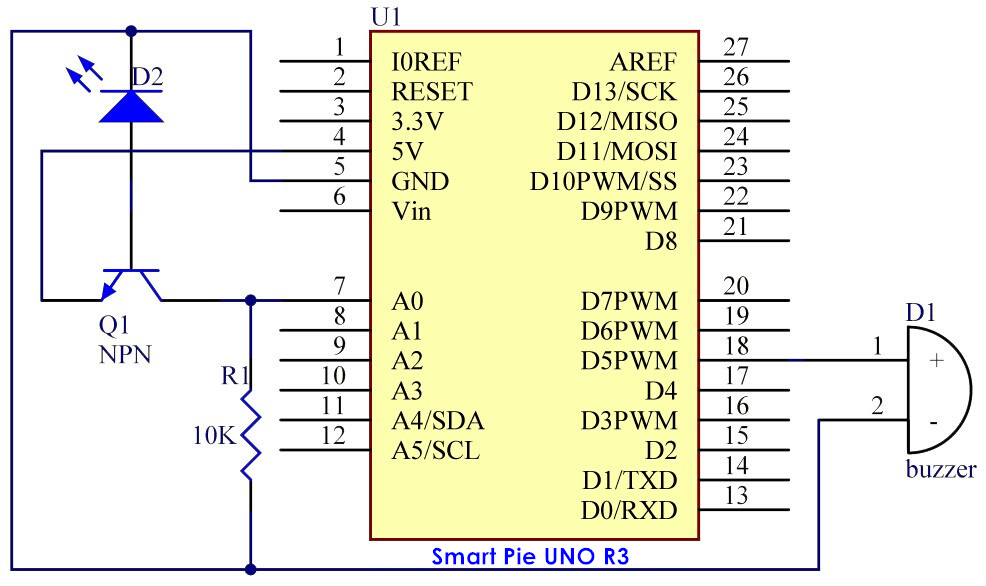 U1
1 I0REF AREF 27
2 RESET D13/SCK 26
3 3.3V D12/MISO 25
4 5V D11/MOSI 24
5 GND D10PWM/SS 23
6 Vin D9PWM 22
D8 21
7 A0 D7PWM 20
8 A1 D6PWM 19
9 A2 D5PWM 18
10 A3 D4 17
11 A4/SDA D3PWM 16
12 A5/SCL D2 15
D1/TXD 14
D0/RXD 13
Smart Pie UNO R3
D2
Q1
NPN
R1
10K
D1
1 +
2 -
buzzer